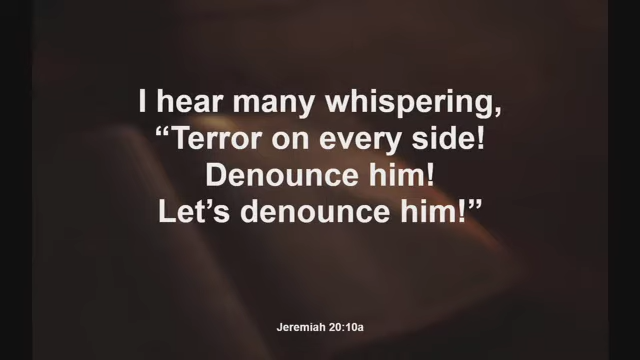 I hear many whispering,
“Terror on every side!
Denounce him!
Let’s denounce him!”
Jeremiah 20:10a